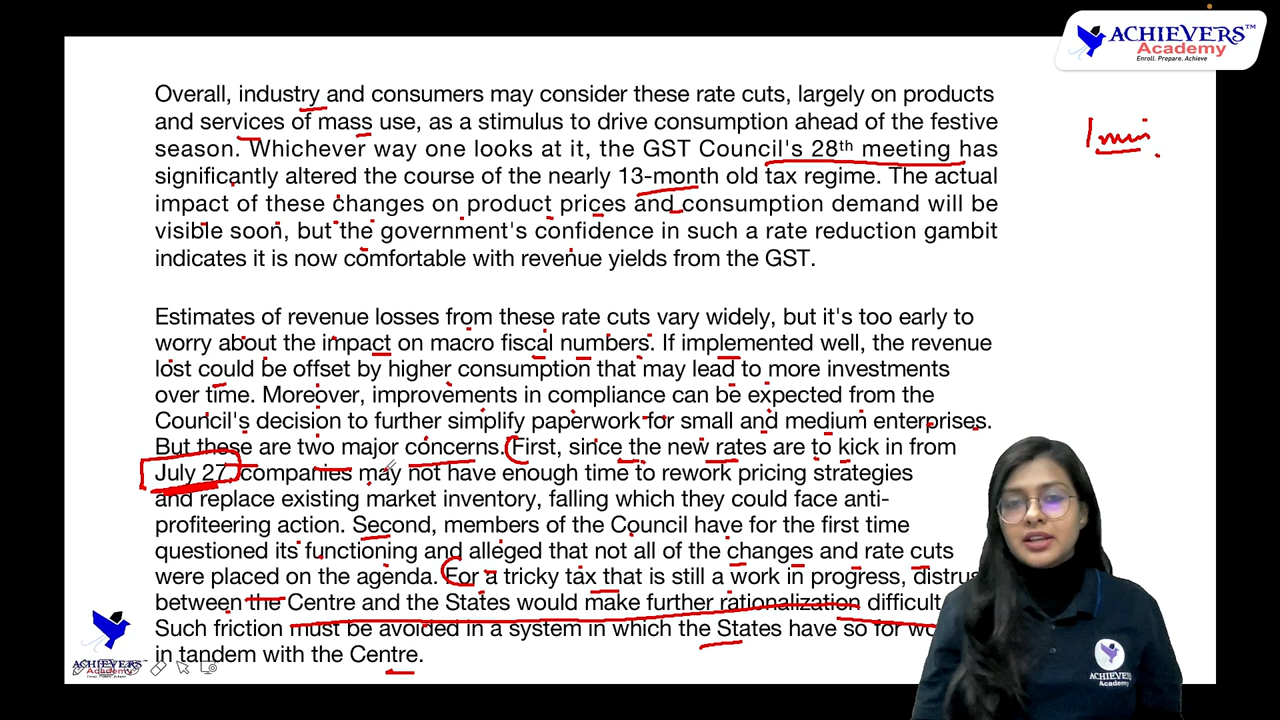 ACHIEVERS™
Academy
Enroll. Prepare. Achieve
1 min
Overall, industry and consumers may consider these rate cuts, largely on products
and services of mass use, as a stimulus to drive consumption ahead of the festive
season. Whichever way one looks at it, the GST Council's 28th meeting has
significantly altered the course of the nearly 13-month old tax regime. The actual
impact of these changes on product prices and consumption demand will be
visible soon, but the government's confidence in such a rate reduction gambit
indicates it is now comfortable with revenue yields from the GST.
Estimates of revenue losses from these rate cuts vary widely, but it's too early to
worry about the impact on macro fiscal numbers. If implemented well, the revenue
lost could be offset by higher consumption that may lead to more investments
over time. Moreover, improvements in compliance can be expected from the
Council's decision to further simplify paperwork for small and medium enterprises.
But these are two major concerns. First, since the new rates are to kick in from
July 27 companies may not have enough time to rework pricing strategies
and replace existing market inventory, falling which they could face anti-
profiteering action. Second, members of the Council have for the first time
questioned its functioning and alleged that not all of the changes and rate cuts
were placed on the agenda. For a tricky tax that is still a work in progress, distrus
between the Centre and the States would make further rationalization difficult
Such friction must be avoided in a system in which the States have so for wo
in tandem with the Centre.
ACHIEVERS
Academy
ACHIEVERS
Academy